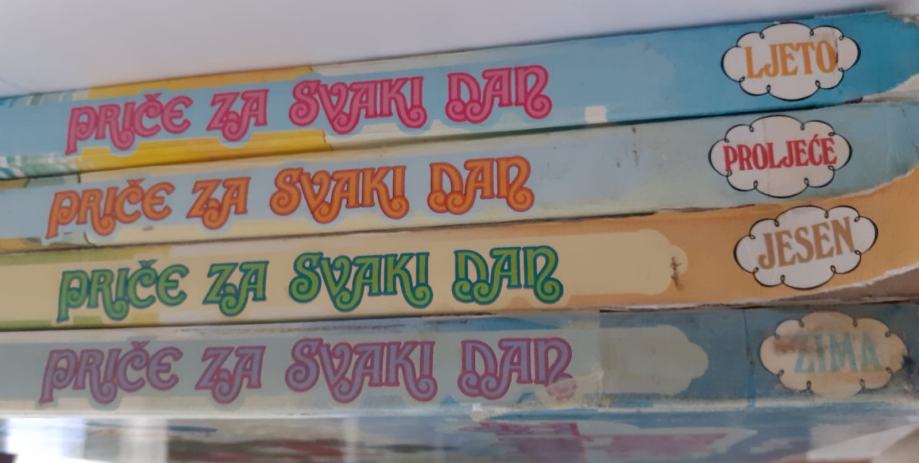 PRIČE ZA SVAKI DAN LJETO
PRIČE ZA SVAKI DAN PROLJEĆE
PRIČE ZA SVAKI DAN JESEN
PRIČE ZA SVAKI DAN ZIMA